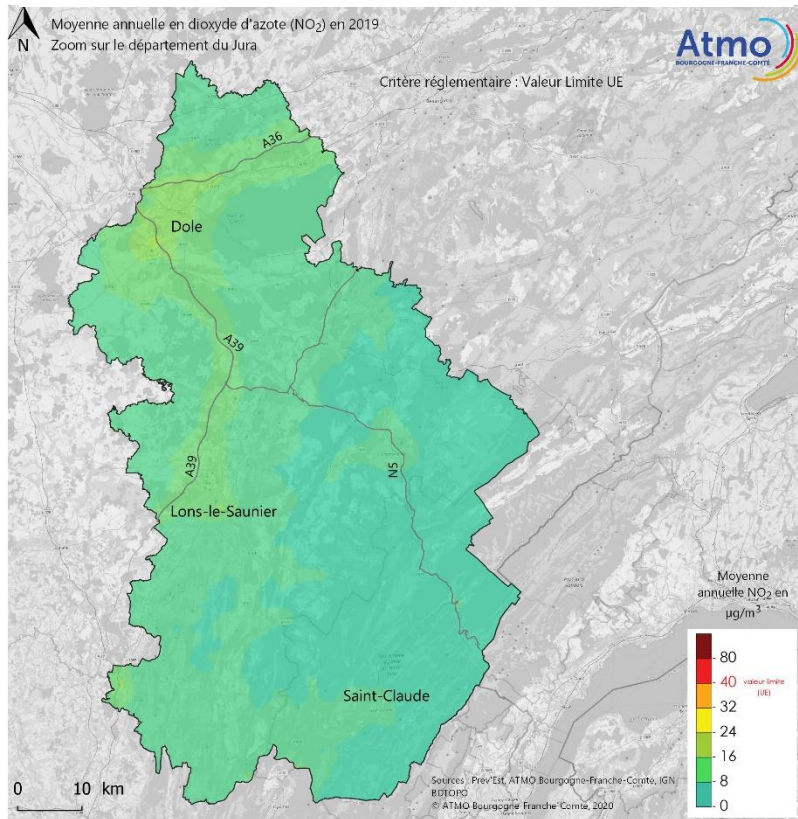 Moyenne annuelle en dioxyde d'azote (NO₂) en 2019
Zoom sur le département du Jura
N
Atmo
BOURGOGNE-FRANCHE-COMTÉ
Critère réglementaire : Valeur Limite UE
A36
Dole
A39
A39
N5
Lons-le-Saunier
Saint-Claude
Moyenne
annuelle NO₂ en
µg/m³
80
40 valeur limite
(UE)
32
24
16
8
0
0 10 km
Sources : Prev'Est, ATMO Bourgogne-Franche-Comté, IGN
BDTOPO
© ATMO Bourgogne Franche Comté, 2020